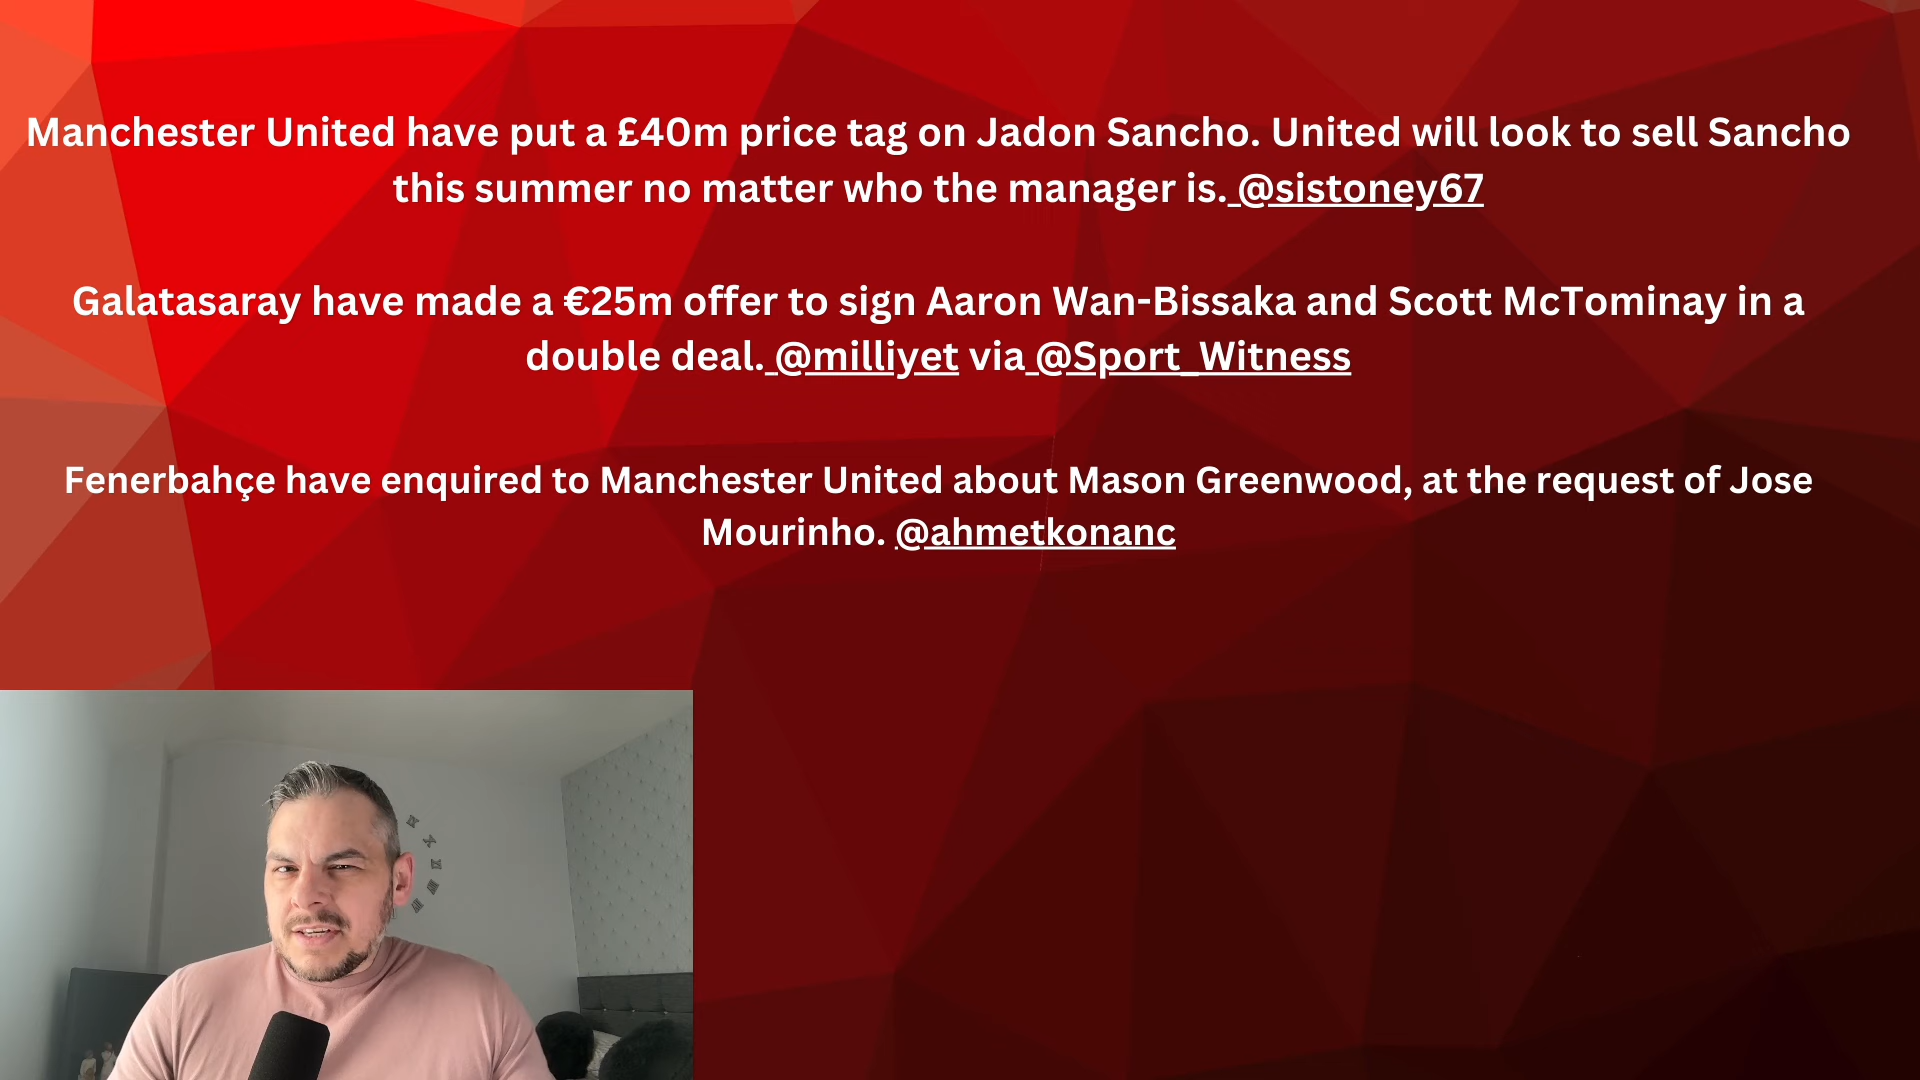 Manchester United have put a £40m price tag on Jadon Sancho. United will look to sell Sancho
this summer no matter who the manager is. @sistoney67
Galatasaray have made a €25m offer to sign Aaron Wan-Bissaka and Scott McTominay in a
double deal. @milliyet via @Sport_Witness
Fenerbahçe have enquired to Manchester United about Mason Greenwood, at the request of Jose
Mourinho. @ahmetkonanc